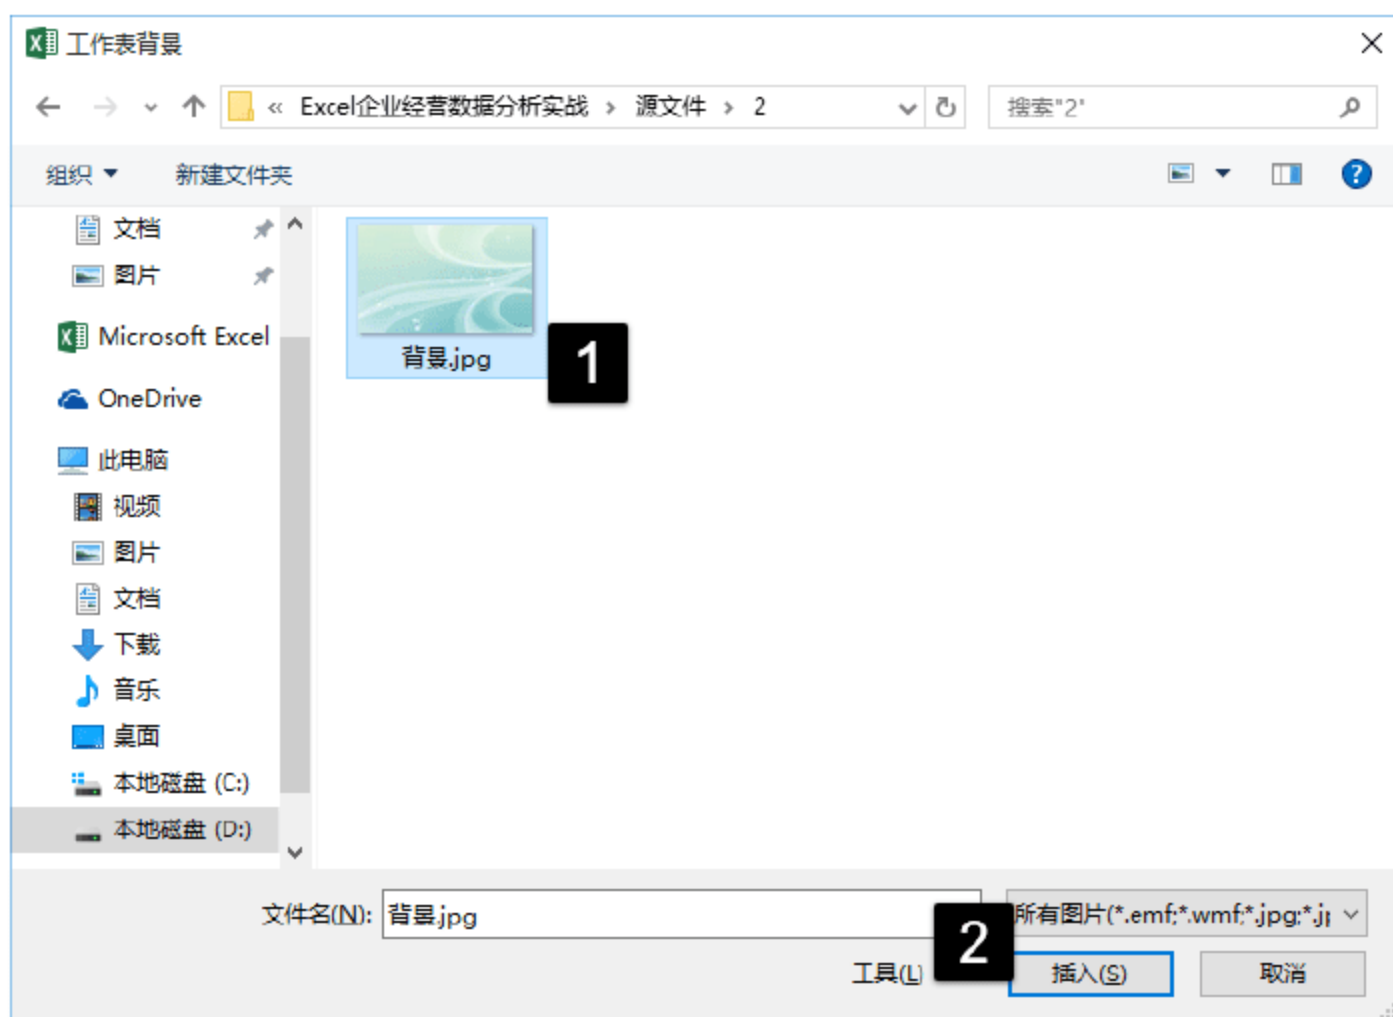 工作表背景
« Excel企业经营数据分析实战 › 源文件 › 2
搜索"2"
组织
新建文件夹
文档
图片
Microsoft Excel
OneDrive
此电脑
视频
图片
文档
下载
音乐
桌面
本地磁盘 (C:)
本地磁盘 (D:)
背景.jpg
1
文件名(N):
背景.jpg
所有图片(*.emf;*.wmf;*.jpg;*.j
2
工具(L)
插入(S)
取消